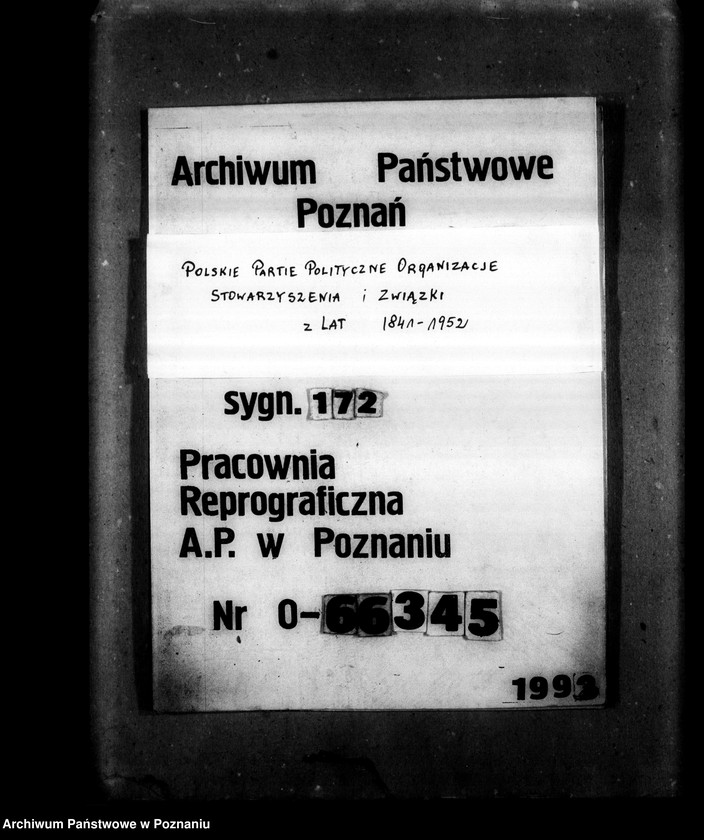 Archiwum Państwowe
Poznań
POLSKIE PARTIE POLITYCZNE ORGANIZACJE
STOWARZYSZENIA i ZWIĄZKI
z LAT 1841-1952
sygn. 172
Pracownia
Reprograficzna
A.P. w Poznaniu
Nr 0-66345
1992
Archiwum Państwowe w Poznaniu